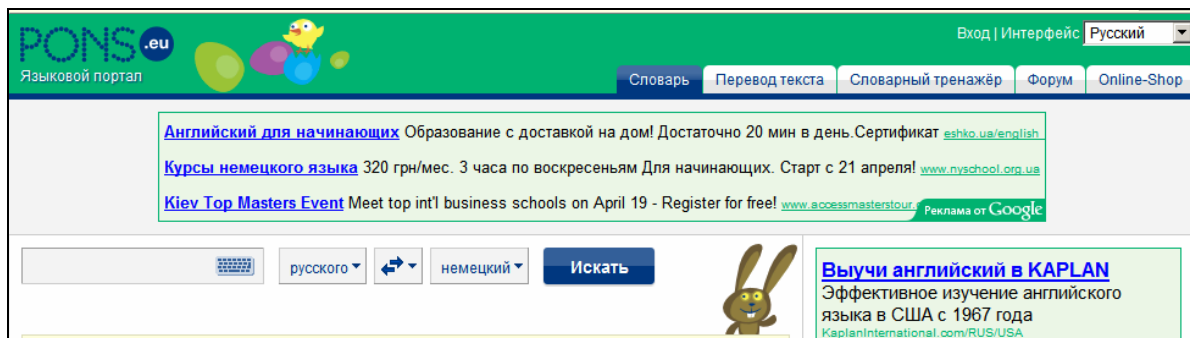 PONS.eu
Языковой портал
Вход | Интерфейс Русский
Словарь Перевод текста Словарный тренажёр Форум Online-Shop
Английский для начинающих Образование с доставкой на дом! Достаточно 20 мин в день.Сертификат eshko.ua/english
Курсы немецкого языка 320 грн/мес. 3 часа по воскресеньям Для начинающих. Старт с 21 апреля! www.nyschool.org.ua
Kiev Top Masters Event Meet top int'l business schools on April 19 - Register for free! www.accessmasterstour.
Реклама от Google
русского немецкий Искать
Выучи английский в KAPLAN
Эффективное изучение английского
языка в США с 1967 года
KaplanInternational.com/RUS/USA